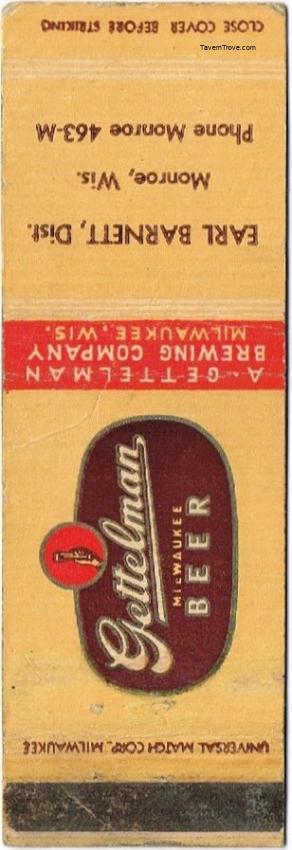 CLOSE COVER BEFORE STRIKING
TavernTrove.com
Phone Monroe 463-M
Monroe, Wis.
EARL BARNETT, Dist.
A·GETTELMAN
BREWING COMPANY
MILWAUKEE, WIS.
Gettelman
MILWAUKEE
BEER
UNIVERSAL MATCH CORP., MILWAUKEE